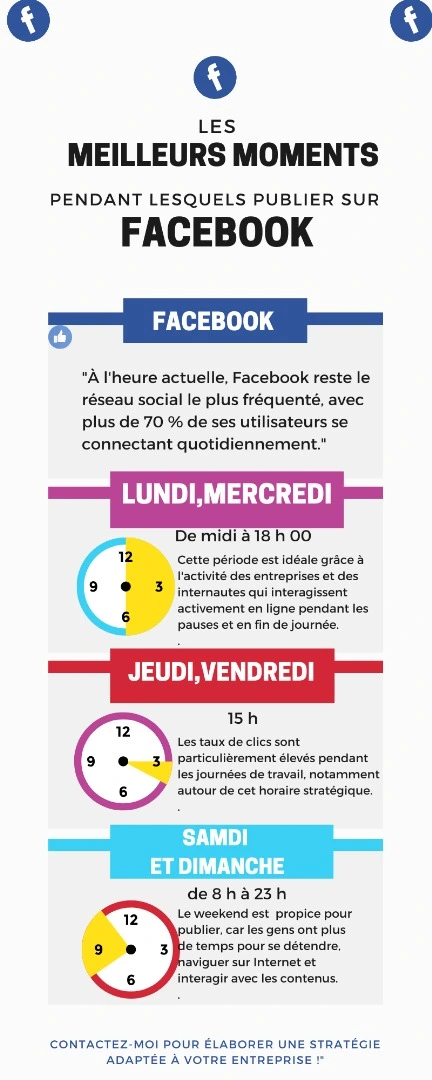 LES
MEILLEURS MOMENTS
PENDANT LESQUELS PUBLIER SUR
FACEBOOK
FACEBOOK
"À l'heure actuelle, Facebook reste le
réseau social le plus fréquenté, avec
plus de 70 % de ses utilisateurs se
connectant quotidiennement."
LUNDI,MERCREDI
De midi à 18 h 00
12
9
3
6
Cette période est idéale grâce à
l'activité des entreprises et des
internautes qui interagissent
activement en ligne pendant les
pauses et en fin de journée.
.
JEUDI,VENDREDI
15 h
12
9
3
6
Les taux de clics sont
particulièrement élevés pendant
les journées de travail, notamment
autour de cet horaire stratégique.
.
SAMDI
ET DIMANCHE
de 8 h à 23 h
12
9
3
6
Le weekend est propice pour
publier, car les gens ont plus
de temps pour se détendre,
naviguer sur Internet et
interagir avec les contenus.
.
CONTACTEZ-MOI POUR ÉLABORER UNE STRATÉGIE
ADAPTÉE À VOTRE ENTREPRISE !"